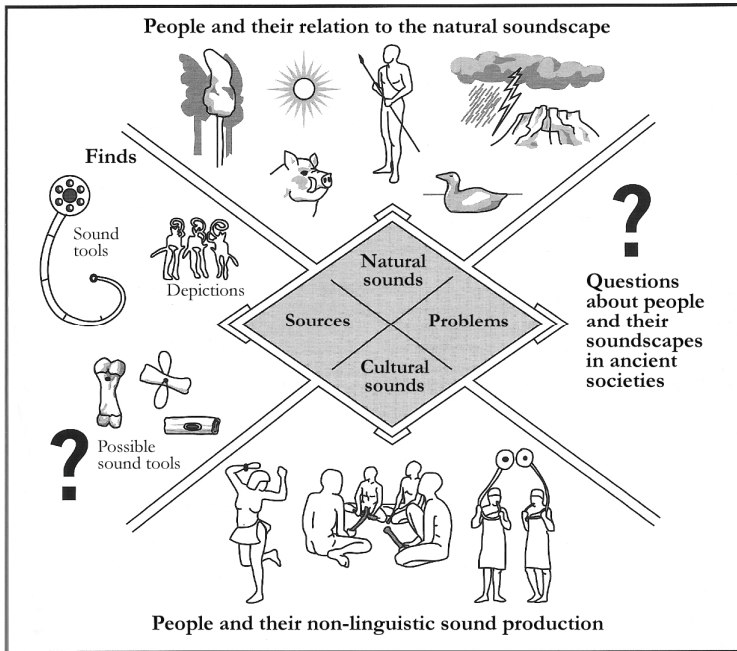 People and their relation to the natural soundscape
Finds
Sound
tools
Depictions
?
Possible
sound tools
Natural
sounds
Sources
Problems
Cultural
sounds
?
Questions
about people
and their
soundscapes
in ancient
societies
People and their non-linguistic sound production